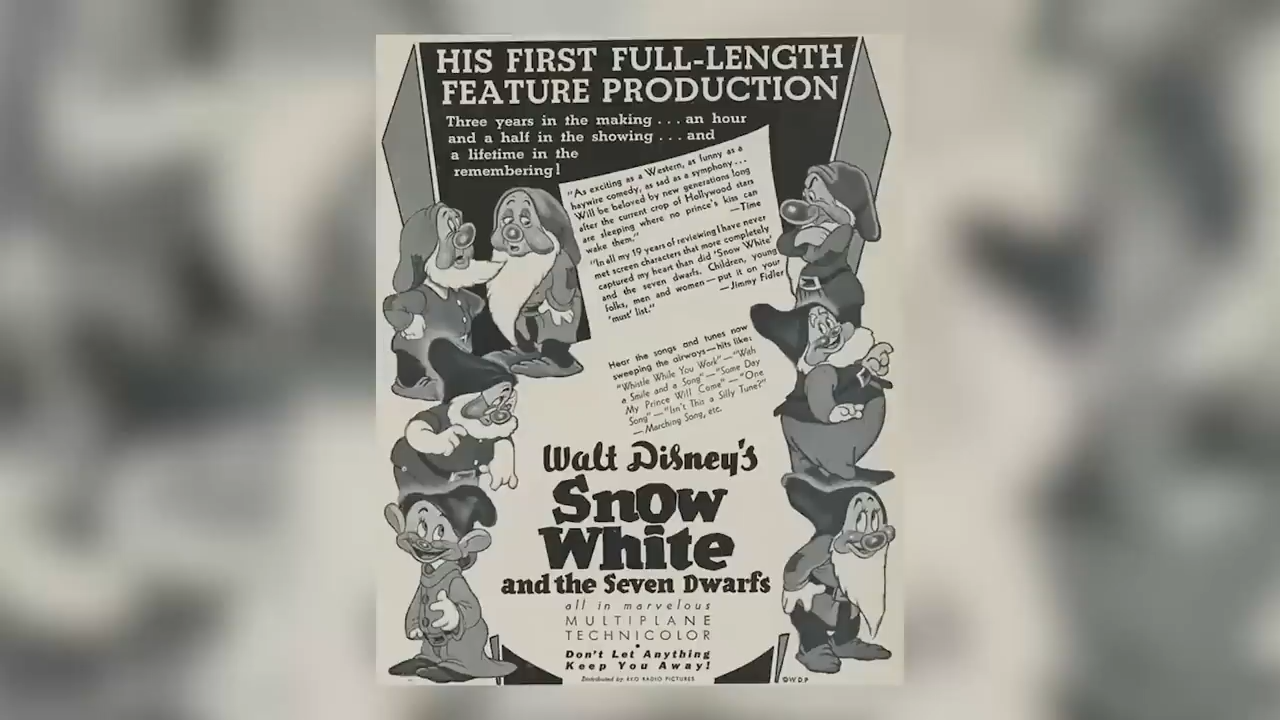 HIS FIRST FULL-LENGTH
FEATURE PRODUCTION
Three years in the making . . . an hour
and a half in the showing . . . and
a lifetime in the
remembering!
"As exciting as a Western, as funny as a
haywire comedy, as sad as a symphony...
Will be beloved by new generations long
after the current crop of Hollywood stars
are sleeping where no prince's kiss can
wake them."
—Time
"In all my 19 years of reviewing I have never
met screen characters that more completely
captured my heart than did 'Snow White'
and the seven dwarfs. Children, young
folks, men and women—put it on your
'must' list."
—Jimmy Fidler
Hear the songs and tunes now
sweeping the airways—hits like:
"Whistle While You Work"—"With
a Smile and a Song"—"Some Day
My Prince Will Come"—"One
Song"—"Isn't This a Silly Tune?"
—Marching Song, etc.
Walt Disney's
Snow
White
and the Seven Dwarfs
all in marvelous
MULTIPLANE
TECHNICOLOR
Don't Let Anything
Keep You Away!
Distributed by RKO RADIO PICTURES
©W.D.P